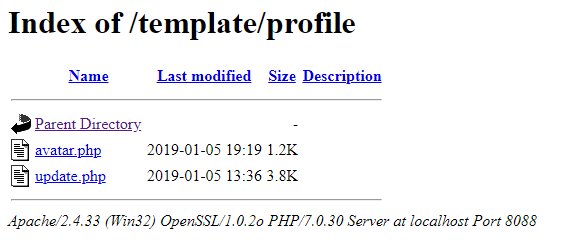 Index of /template/profile
Name Last modified Size Description
Parent Directory -
avatar.php 2019-01-05 19:19 1.2K
update.php 2019-01-05 13:36 3.8K
Apache/2.4.33 (Win32) OpenSSL/1.0.2o PHP/7.0.30 Server at localhost Port 8088